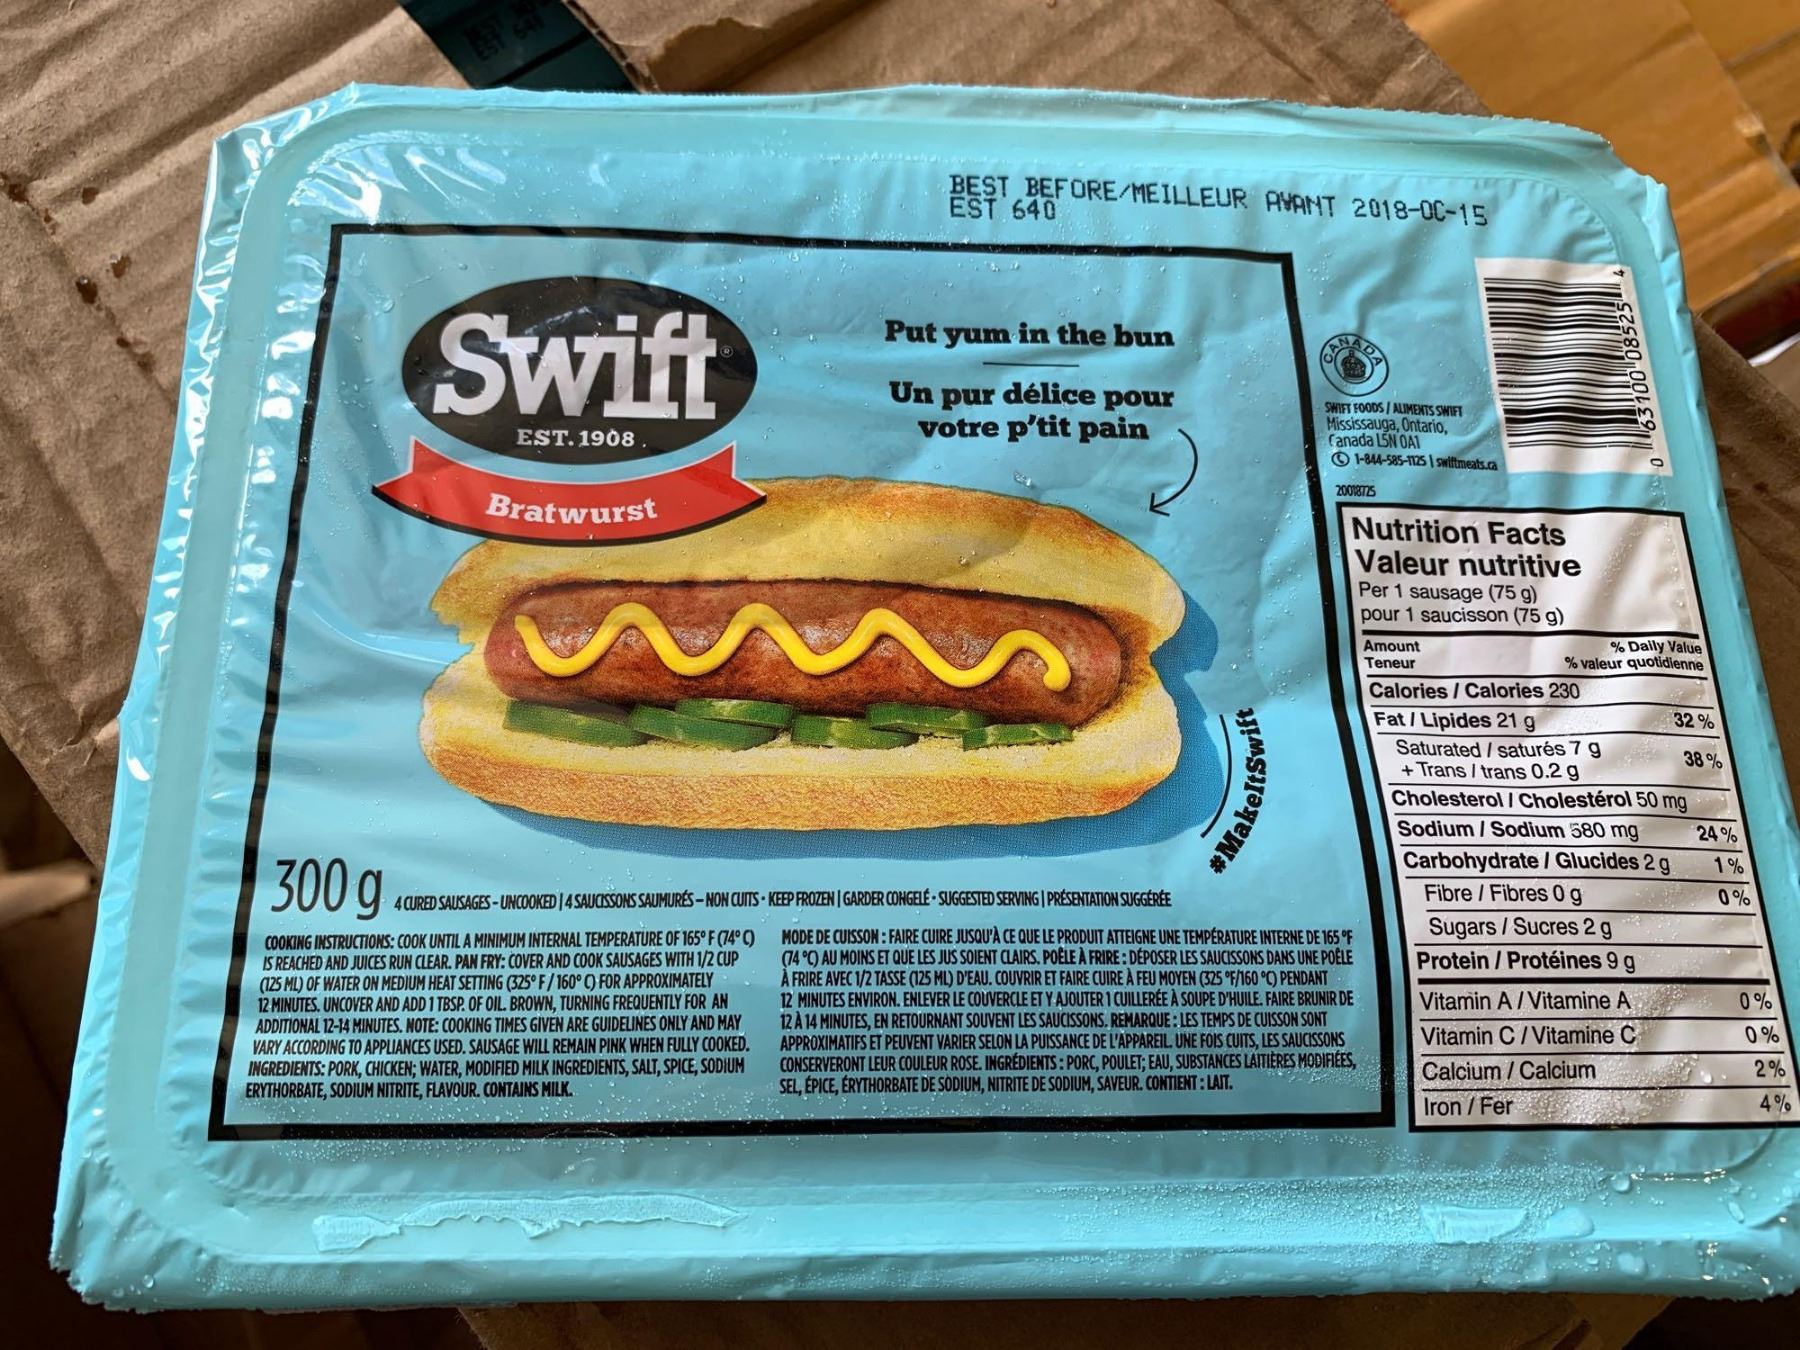 BEST BEFORE/MEILLEUR AVANT 2018-OC-15
EST 640
Swift®
EST. 1908
Bratwurst
Put yum in the bun
Un pur délice pour
votre p'tit pain
#MakeItSwift
300 g
4 CURED SAUSAGES – UNCOOKED | 4 SAUCISSONS SAUMURÉS – NON CUITS • KEEP FROZEN | GARDER CONGELÉ • SUGGESTED SERVING | PRÉSENTATION SUGGÉRÉE
COOKING INSTRUCTIONS: COOK UNTIL A MINIMUM INTERNAL TEMPERATURE OF 165° F (74° C)
IS REACHED AND JUICES RUN CLEAR. PAN FRY: COVER AND COOK SAUSAGES WITH 1/2 CUP
(125 ML) OF WATER ON MEDIUM HEAT SETTING (325° F / 160° C) FOR APPROXIMATELY
12 MINUTES. UNCOVER AND ADD 1 TBSP. OF OIL. BROWN, TURNING FREQUENTLY FOR AN
ADDITIONAL 12-14 MINUTES. NOTE: COOKING TIMES GIVEN ARE GUIDELINES ONLY AND MAY
VARY ACCORDING TO APPLIANCES USED. SAUSAGE WILL REMAIN PINK WHEN FULLY COOKED.
INGREDIENTS: PORK, CHICKEN; WATER, MODIFIED MILK INGREDIENTS, SALT, SPICE, SODIUM
ERYTHORBATE, SODIUM NITRITE, FLAVOUR. CONTAINS MILK.
MODE DE CUISSON : FAIRE CUIRE JUSQU'À CE QUE LE PRODUIT ATTEIGNE UNE TEMPÉRATURE INTERNE DE 165 °F
(74 °C) AU MOINS ET QUE LES JUS SOIENT CLAIRS. POÊLE À FRIRE : DÉPOSER LES SAUCISSONS DANS UNE POÊLE
À FRIRE AVEC 1/2 TASSE (125 ML) D'EAU. COUVRIR ET FAIRE CUIRE À FEU MOYEN (325 °F/160 °C) PENDANT
12 MINUTES ENVIRON. ENLEVER LE COUVERCLE ET Y AJOUTER 1 CUILLERÉE À SOUPE D'HUILE. FAIRE BRUNIR DE
12 À 14 MINUTES, EN RETOURNANT SOUVENT LES SAUCISSONS. REMARQUE : LES TEMPS DE CUISSON SONT
APPROXIMATIFS ET PEUVENT VARIER SELON LA PUISSANCE DE L'APPAREIL. UNE FOIS CUITS, LES SAUCISSONS
CONSERVERONT LEUR COULEUR ROSE. INGRÉDIENTS : PORC, POULET; EAU, SUBSTANCES LAITIÈRES MODIFIÉES,
SEL, ÉPICE, ÉRYTHORBATE DE SODIUM, NITRITE DE SODIUM, SAVEUR. CONTIENT : LAIT.
CANADA
SWIFT FOODS / ALIMENTS SWIFT
Mississauga, Ontario,
Canada L5N 0A1
1-844-585-1125 | swiftmeats.ca
20018725
0 63100 08525 4
Nutrition Facts
Valeur nutritive
Per 1 sausage (75 g)
pour 1 saucisson (75 g)
Amount % Daily Value
Teneur % valeur quotidienne
Calories / Calories 230
Fat / Lipides 21 g 32 %
Saturated / saturés 7 g
+ Trans / trans 0.2 g 38 %
Cholesterol / Cholestérol 50 mg
Sodium / Sodium 580 mg 24 %
Carbohydrate / Glucides 2 g 1 %
Fibre / Fibres 0 g 0 %
Sugars / Sucres 2 g
Protein / Protéines 9 g
Vitamin A / Vitamine A 0 %
Vitamin C / Vitamine C 0 %
Calcium / Calcium 2 %
Iron / Fer 4 %